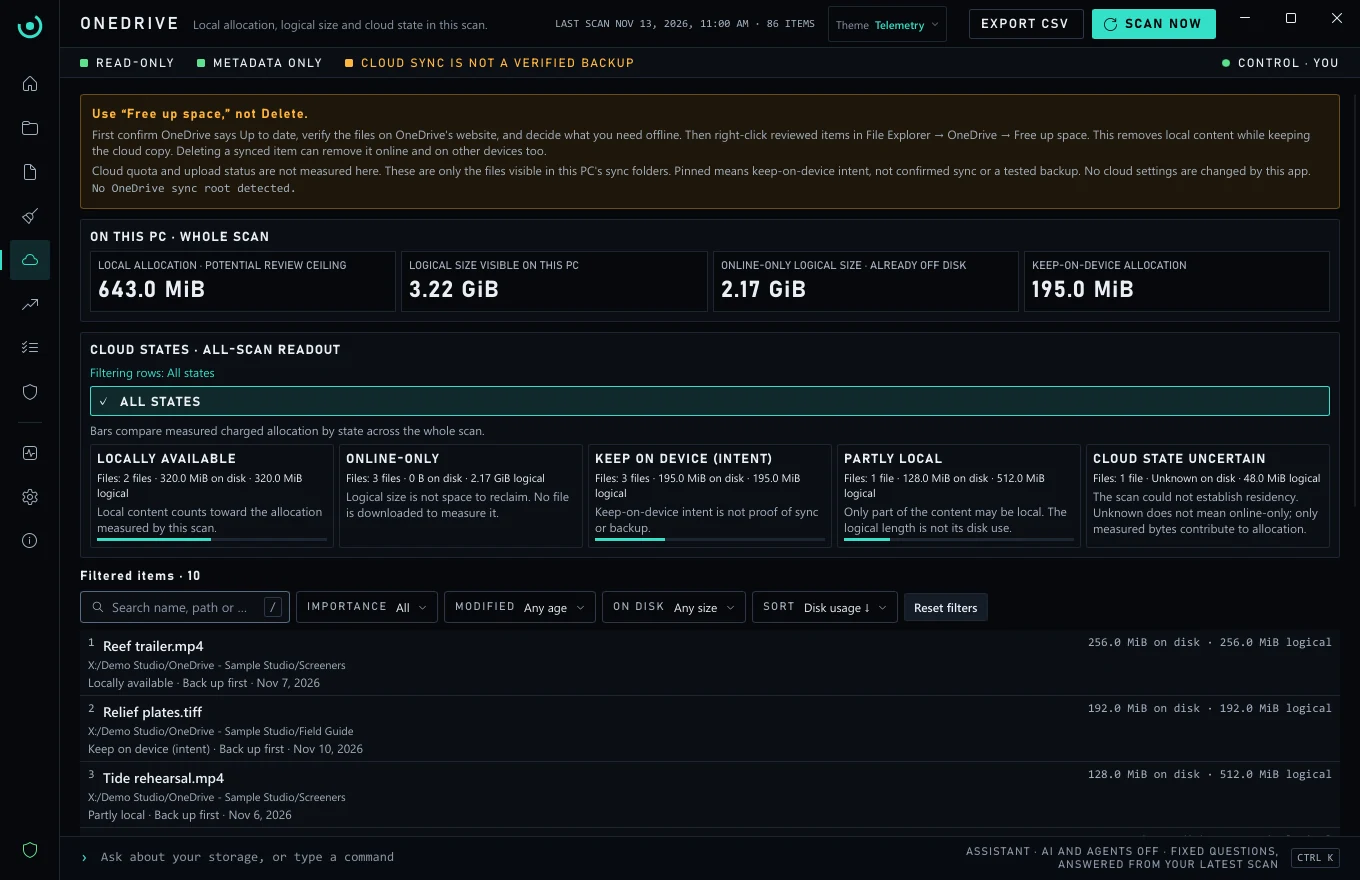 ONEDRIVE
Local allocation, logical size and cloud state in this scan.
LAST SCAN NOV 13, 2026, 11:00 AM · 86 ITEMS
Theme Telemetry
EXPORT CSV
SCAN NOW
READ-ONLY
METADATA ONLY
CLOUD SYNC IS NOT A VERIFIED BACKUP
CONTROL · YOU
Use “Free up space,” not Delete.
First confirm OneDrive says Up to date, verify the files on OneDrive's website, and decide what you need offline. Then right-click reviewed items in File Explorer → OneDrive → Free up space. This removes local content while keeping
the cloud copy. Deleting a synced item can remove it online and on other devices too.
Cloud quota and upload status are not measured here. These are only the files visible in this PC's sync folders. Pinned means keep-on-device intent, not confirmed sync or a tested backup. No cloud settings are changed by this app.
No OneDrive sync root detected.
ON THIS PC · WHOLE SCAN
LOCAL ALLOCATION · POTENTIAL REVIEW CEILING
643.0 MiB
LOGICAL SIZE VISIBLE ON THIS PC
3.22 GiB
ONLINE-ONLY LOGICAL SIZE · ALREADY OFF DISK
2.17 GiB
KEEP-ON-DEVICE ALLOCATION
195.0 MiB
CLOUD STATES · ALL-SCAN READOUT
Filtering rows: All states
✓ ALL STATES
Bars compare measured charged allocation by state across the whole scan.
LOCALLY AVAILABLE
Files: 2 files · 320.0 MiB on disk · 320.0 MiB
logical
Local content counts toward the allocation
measured by this scan.
ONLINE-ONLY
Files: 3 files · 0 B on disk · 2.17 GiB logical
Logical size is not space to reclaim. No file
is downloaded to measure it.
KEEP ON DEVICE (INTENT)
Files: 3 files · 195.0 MiB on disk · 195.0 MiB
logical
Keep-on-device intent is not proof of sync
or backup.
PARTLY LOCAL
Files: 1 file · 128.0 MiB on disk · 512.0 MiB
logical
Only part of the content may be local. The
logical length is not its disk use.
CLOUD STATE UNCERTAIN
Files: 1 file · Unknown on disk · 48.0 MiB logical
The scan could not establish residency.
Unknown does not mean online-only; only
measured bytes contribute to allocation.
Filtered items · 10
Search name, path or ... /
IMPORTANCE All
MODIFIED Any age
ON DISK Any size
SORT Disk usage ↓
Reset filters
1 Reef trailer.mp4
256.0 MiB on disk · 256.0 MiB logical
X:/Demo Studio/OneDrive - Sample Studio/Screeners
Locally available · Back up first · Nov 7, 2026
2 Relief plates.tiff
192.0 MiB on disk · 192.0 MiB logical
X:/Demo Studio/OneDrive - Sample Studio/Field Guide
Keep on device (intent) · Back up first · Nov 10, 2026
3 Tide rehearsal.mp4
128.0 MiB on disk · 512.0 MiB logical
X:/Demo Studio/OneDrive - Sample Studio/Screeners
Partly local · Back up first · Nov 6, 2026
› Ask about your storage, or type a command
ASSISTANT · AI AND AGENTS OFF · FIXED QUESTIONS,
ANSWERED FROM YOUR LATEST SCAN
CTRL K